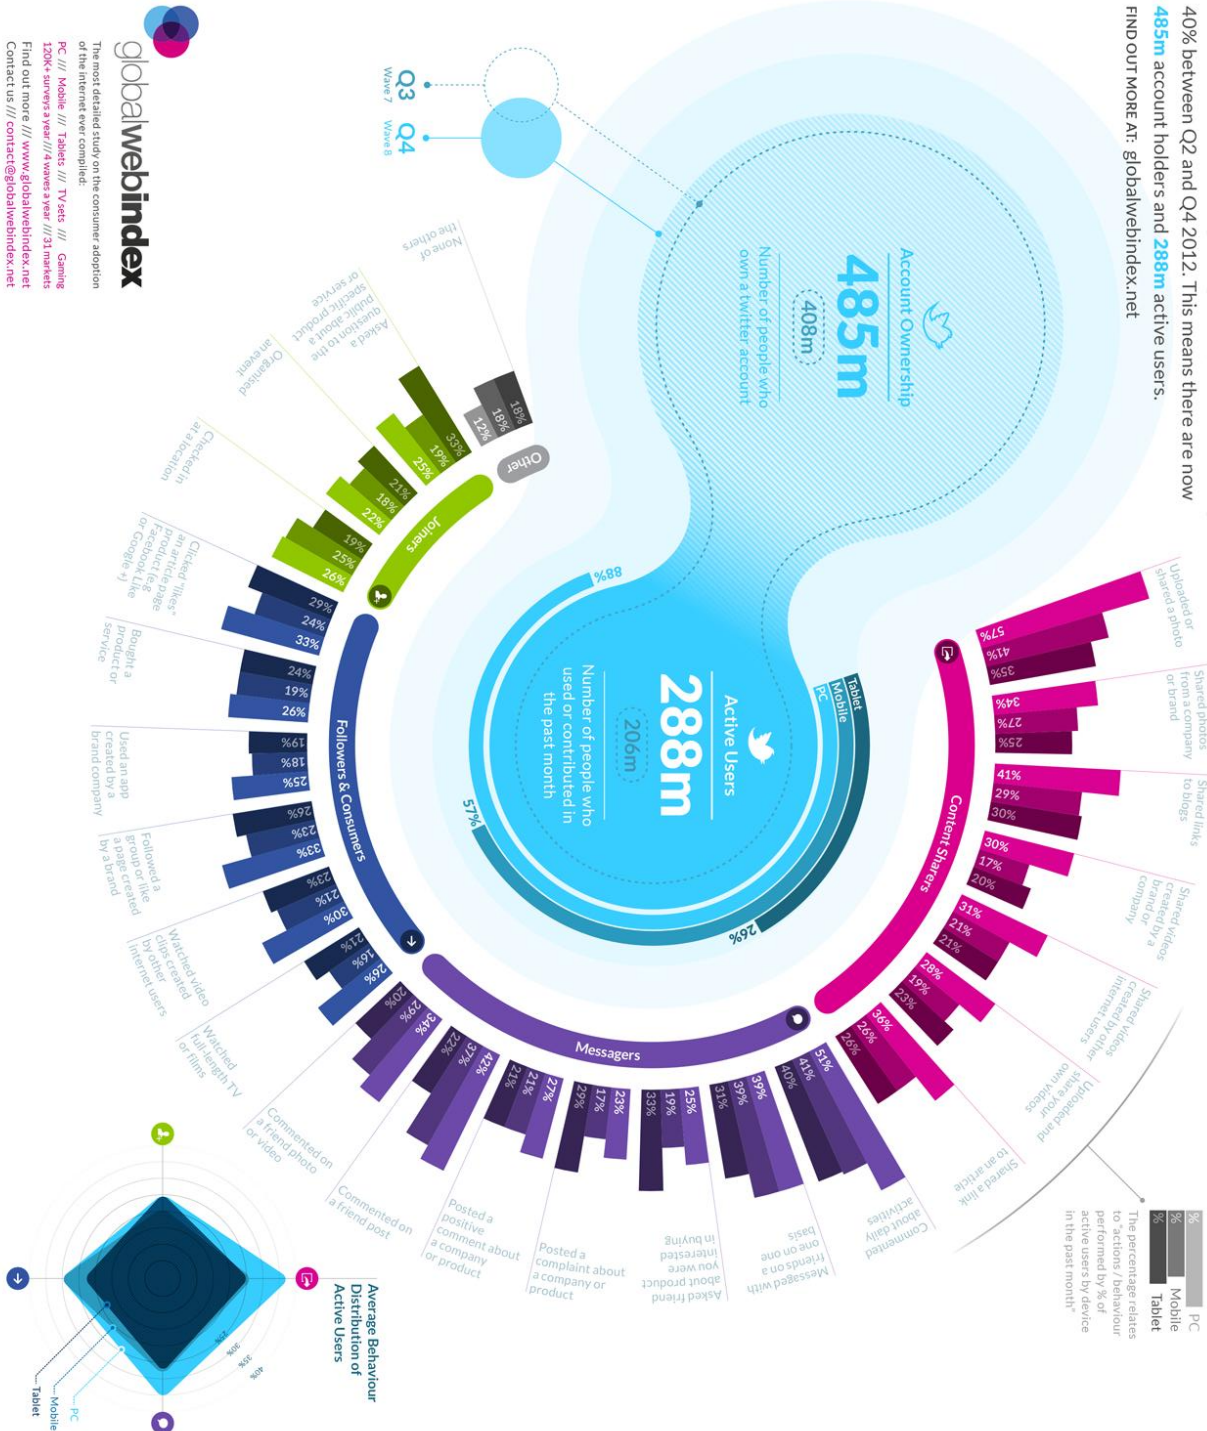 40% between Q2 and Q4 2012. This means there are now
485m account holders and 288m active users.
FIND OUT MORE AT: globalwebindex.net
Q3
Wave 7
Q4
Wave 8
Account Ownership
485m
408m
Number of people who
own a twitter account
Active Users
288m
206m
Number of people who
used or contributed in
the past month
Tablet
Mobile
PC
88%
57%
26%
Content Sharers
Uploaded or
shared a photo
57%
41%
35%
Shared photos
from a company
or brand
34%
27%
25%
Shared links
to blogs
41%
29%
30%
Shared videos
created by a
brand or
company
30%
17%
20%
Shared videos
created by other
internet users
31%
21%
21%
Uploaded and
share your
own videos
28%
19%
23%
Shared a link
to an article
36%
26%
26%
Messagers
Commented
about daily
activities
51%
41%
40%
Messaged with
friends on a
one on one
basis
39%
39%
31%
Asked friend
about product
you were
interested
in buying
25%
19%
33%
Posted a
complaint about
a company or
product
23%
17%
29%
Posted a
positive
comment about
a company
or product
27%
21%
21%
Commented on
a friend post
42%
37%
22%
Commented on
a friend photo
or video
34%
29%
20%
Followers & Consumers
Watched
full-length TV
or films
26%
16%
21%
Watched video
clips created
by other
internet users
30%
21%
23%
Followed a
group or like
a page created
by a brand
33%
23%
26%
Used an app
created by a
brand company
25%
18%
19%
Bought a
product or
service
26%
19%
24%
Clicked "likes"
an article page
product (e.g
Facebook Like
or Google +)
33%
24%
29%
Joiners
Checked in
at a location
26%
25%
19%
Organised
an event
22%
18%
21%
Asked a
question to the
public about a
specific product
or service
25%
19%
33%
Other
None of
the others
12%
18%
18%
% PC
% Mobile
% Tablet
The percentage relates
to "actions / behaviour
performed by % of
active users by device
in the past month"
Average Behaviour
Distribution of
Active Users
30%
35%
40%
PC
Mobile
Tablet
globalwebindex
The most detailed study on the consumer adoption
of the internet ever compiled:
PC /// Mobile /// Tablets /// TV sets /// Gaming
120K+ surveys a year /// 4 waves a year /// 31 markets
Find out more /// www.globalwebindex.net
Contact us /// contact@globalwebindex.net